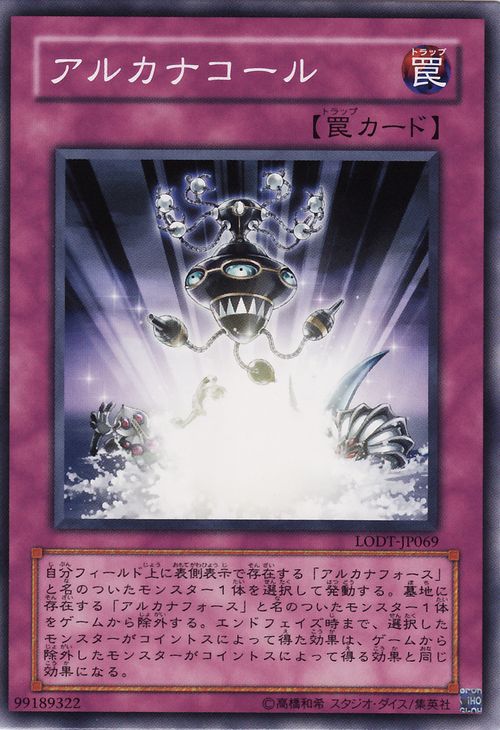 アルカナコール
トラップ
罠
トラップ
【罠カード】
LODT-JP069
自分フィールド上に表側表示で存在する「アルカナフォース」
と名のついたモンスター1体を選択して発動する。墓地に
存在する「アルカナフォース」と名のついたモンスター1体
をゲームから除外する。エンドフェイズ時まで、選択した
モンスターがコイントスによって得た効果は、ゲームから
除外したモンスターがコイントスによって得る効果と同じ
効果になる。
99189322
©高橋和希 スタジオ・ダイス/集英社